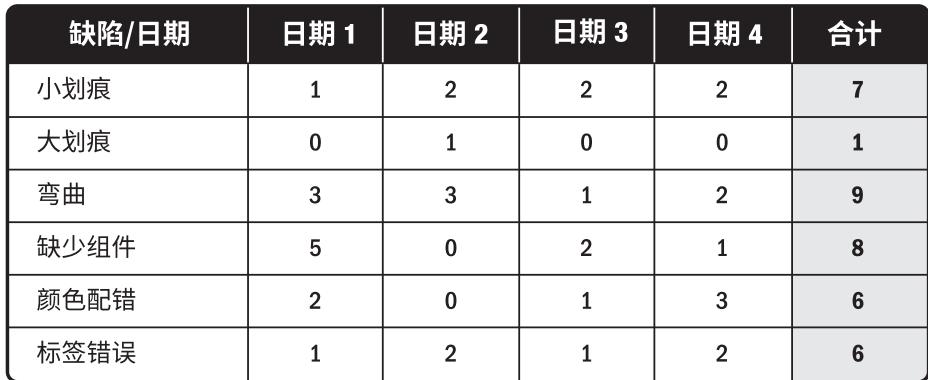 缺陷/日期 日期 1 日期 2 日期 3 日期 4 合计
小划痕 1 2 2 2 7
大划痕 0 1 0 0 1
弯曲 3 3 1 2 9
缺少组件 5 0 2 1 8
颜色配错 2 0 1 3 6
标签错误 1 2 1 2 6